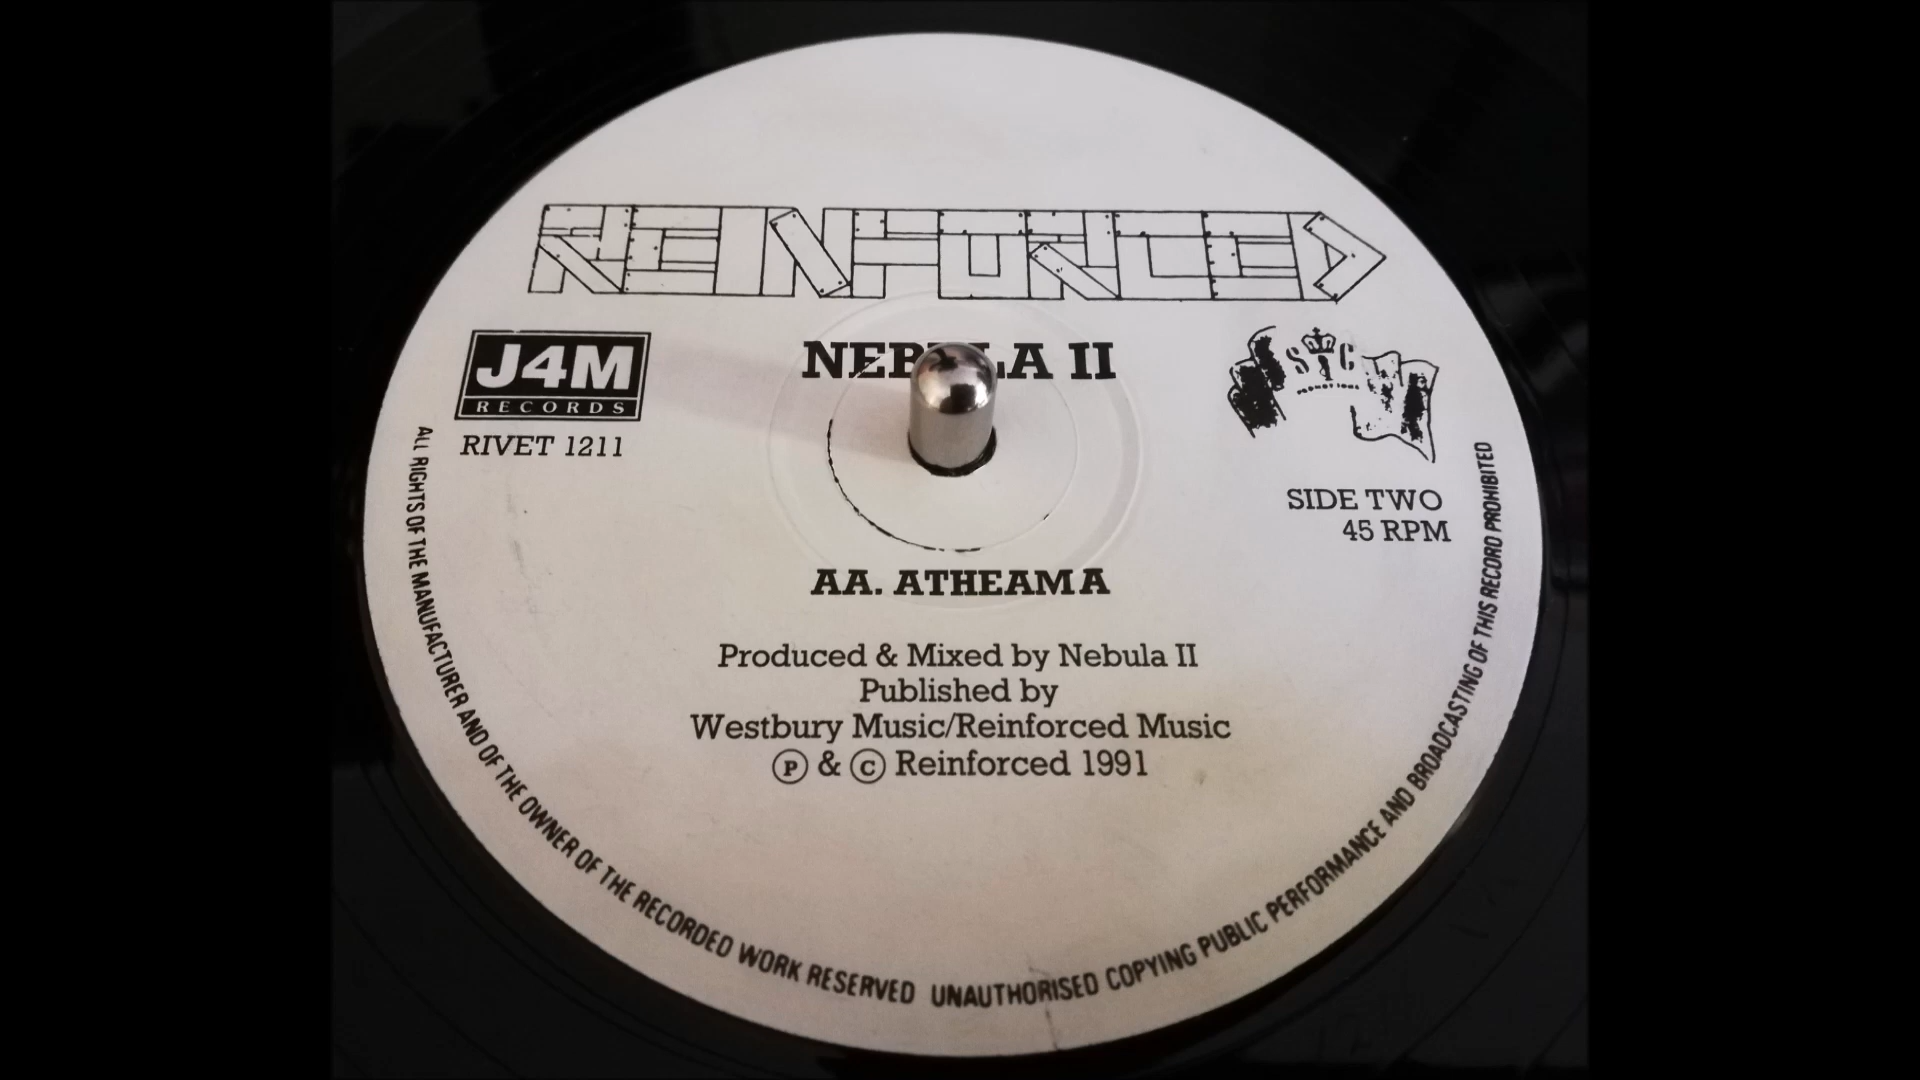 REINFORCED
J4M
RECORDS
RIVET 1211
NEBULA II
STC
SIDE TWO
45 RPM
AA. ATHEAMA
Produced & Mixed by Nebula II
Published by
Westbury Music/Reinforced Music
Ⓟ & © Reinforced 1991
ALL RIGHTS OF THE MANUFACTURER AND OF THE OWNER OF THE RECORDED WORK RESERVED UNAUTHORISED COPYING PUBLIC PERFORMANCE AND BROADCASTING OF THIS RECORD PROHIBITED